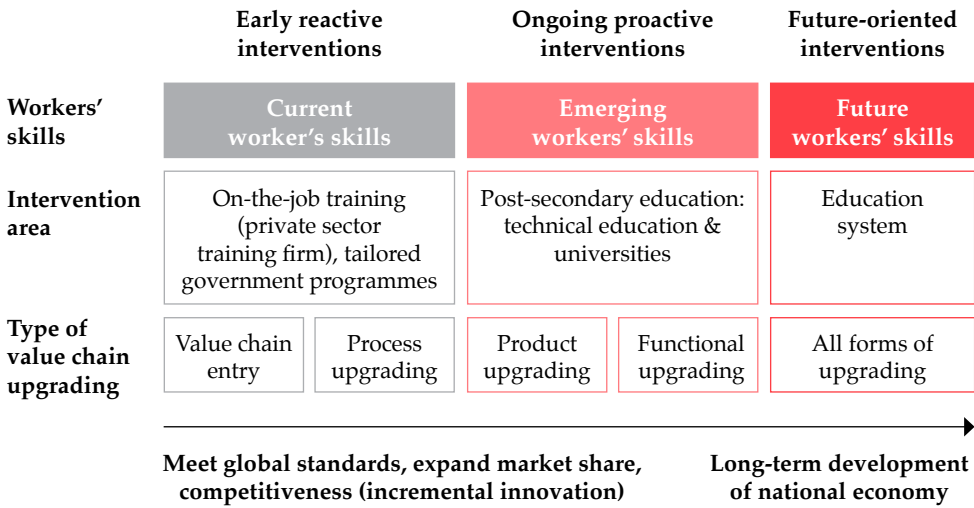 Early reactive
interventions
Ongoing proactive
interventions
Future-oriented
interventions
Workers'
skills
Current
worker's skills
Emerging
workers' skills
Future
workers' skills
Intervention
area
On-the-job training
(private sector
training firm), tailored
government programmes
Post-secondary education:
technical education &
universities
Education
system
Type of
value chain
upgrading
Value chain
entry
Process
upgrading
Product
upgrading
Functional
upgrading
All forms of
upgrading
Meet global standards, expand market share,
competitiveness (incremental innovation)
Long-term development
of national economy